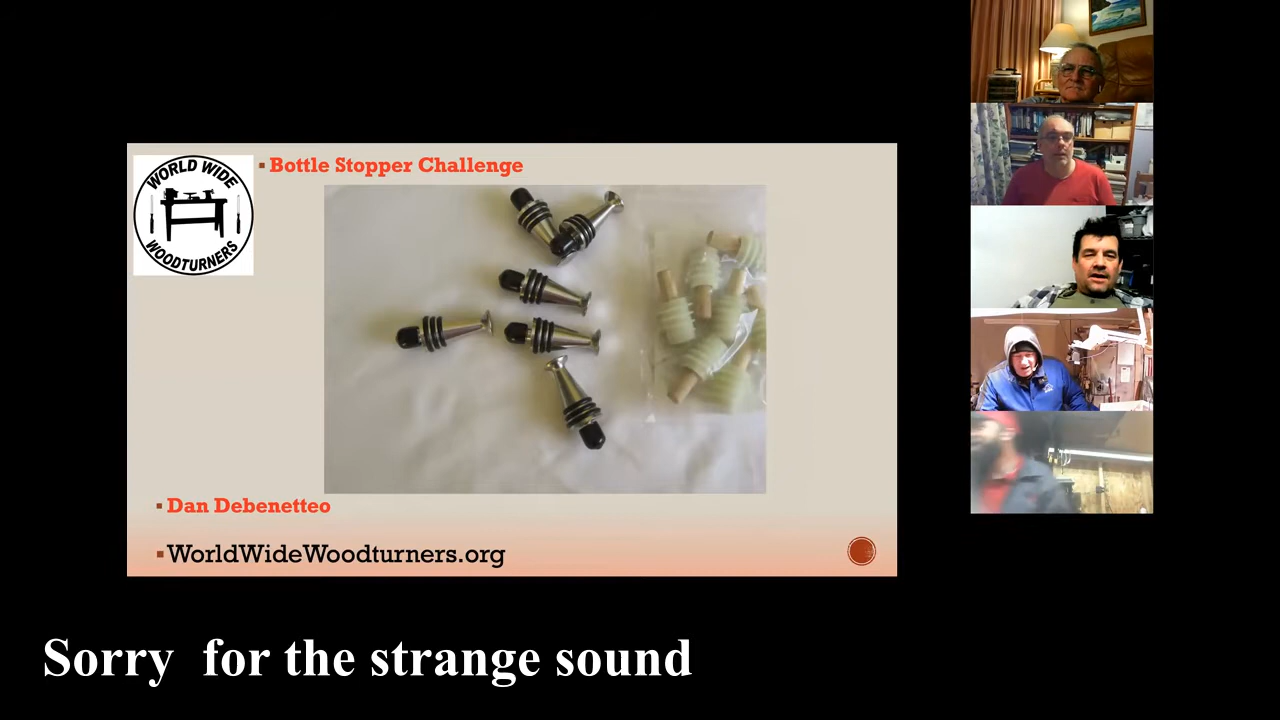 WORLD WIDE
WOODTURNERS
Bottle Stopper Challenge
Dan Debenetteo
WorldWideWoodturners.org
Sorry for the strange sound